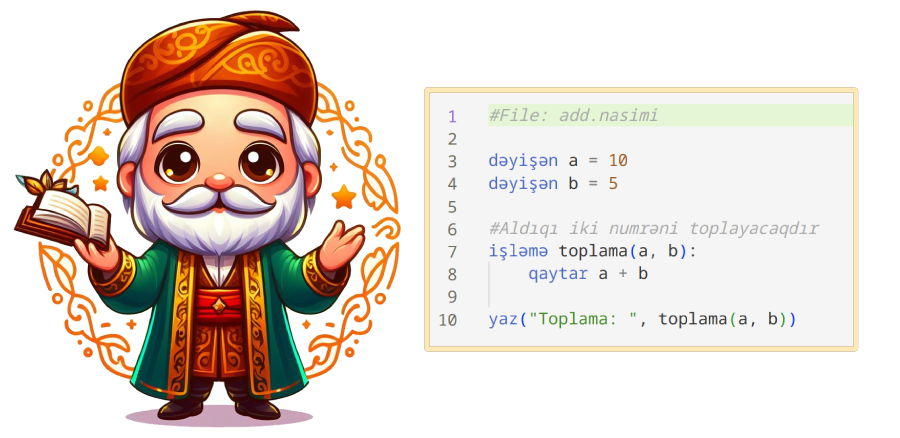 1 #File: add.nasimi
2
3 dəyişən a = 10
4 dəyişən b = 5
5
6 #Aldıqı iki numrəni toplayacaqdır
7 işləmə toplama(a, b):
8 qaytar a + b
9
10 yaz("Toplama: ", toplama(a, b))